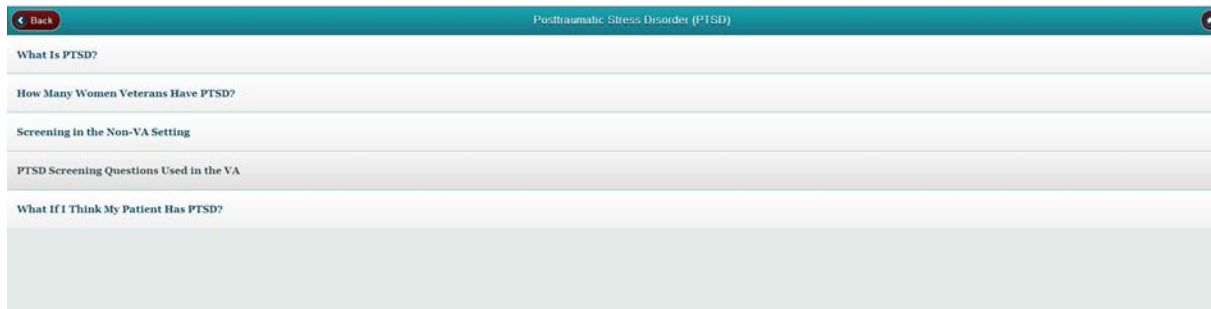 Back
Posttraumatic Stress Disorder (PTSD)
What Is PTSD?
How Many Women Veterans Have PTSD?
Screening in the Non-VA Setting
PTSD Screening Questions Used in the VA
What If I Think My Patient Has PTSD?